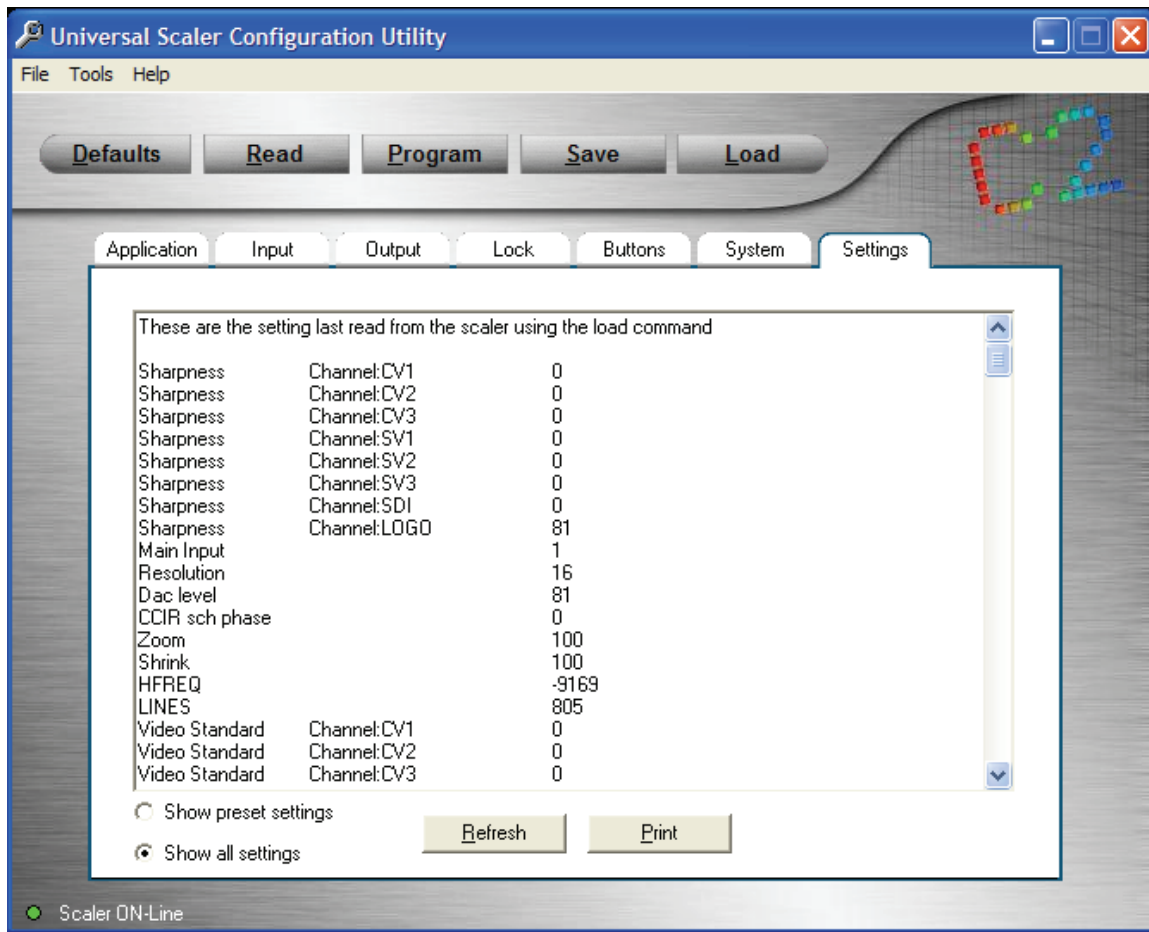 Universal Scaler Configuration Utility
File Tools Help
Defaults Read Program Save Load
C2
Application Input Output Lock Buttons System Settings
These are the setting last read from the scaler using the load command
Sharpness Channel:CV1 0
Sharpness Channel:CV2 0
Sharpness Channel:CV3 0
Sharpness Channel:SV1 0
Sharpness Channel:SV2 0
Sharpness Channel:SV3 0
Sharpness Channel:SDI 0
Sharpness Channel:LOGO 81
Main Input 1
Resolution 16
Dac level 81
CCIR sch phase 0
Zoom 100
Shrink 100
HFREQ -9169
LINES 805
Video Standard Channel:CV1 0
Video Standard Channel:CV2 0
Video Standard Channel:CV3 0
Show preset settings
Show all settings
Refresh Print
Scaler ON-Line